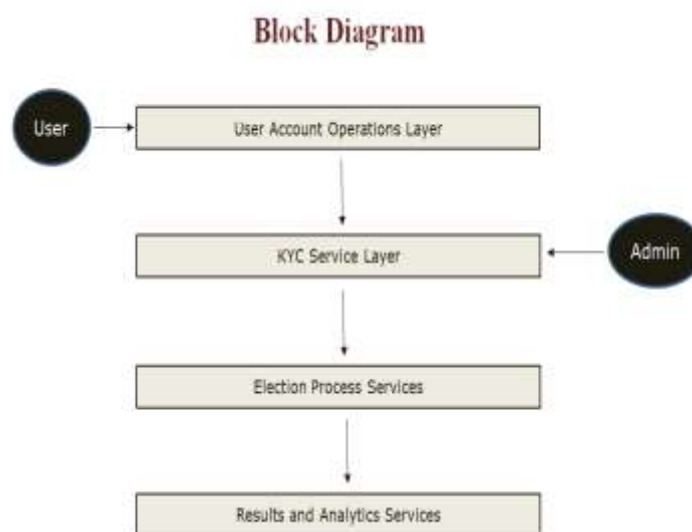 Block Diagram
User
User Account Operations Layer
KYC Service Layer
Admin
Election Process Services
Results and Analytics Services